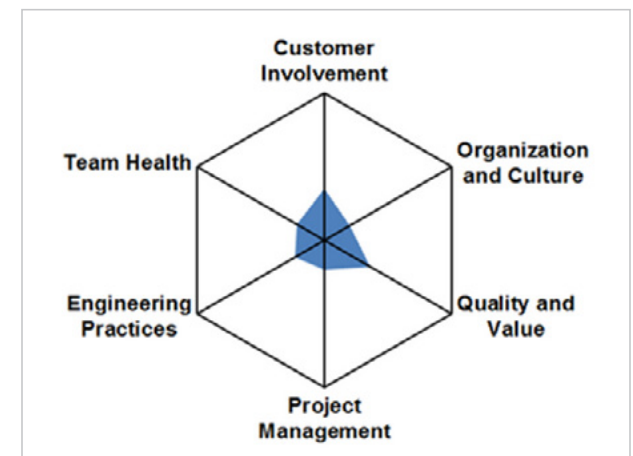 Customer
Involvement
Team Health
Organization
and Culture
Engineering
Practices
Quality and
Value
Project
Management